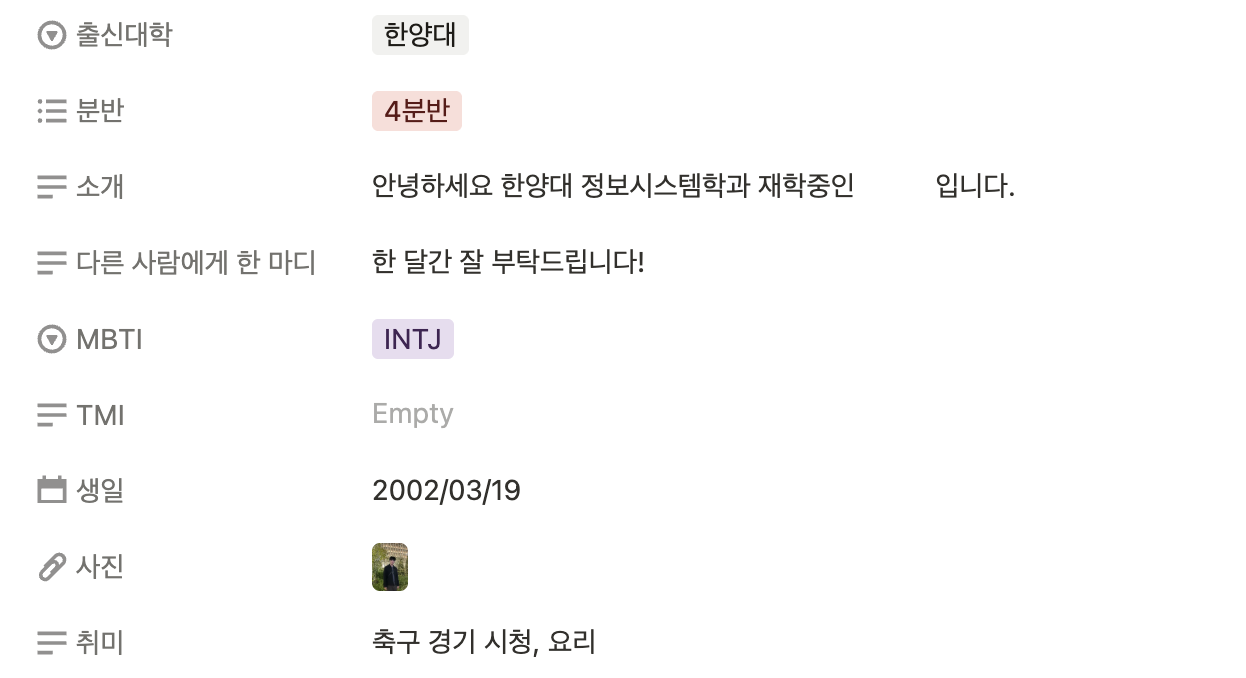 출신대학 한양대
분반 4분반
소개 안녕하세요 한양대 정보시스템학과 재학중인 입니다.
다른 사람에게 한 마디 한 달간 잘 부탁드립니다!
MBTI INTJ
TMI Empty
생일 2002/03/19
사진
취미 축구 경기 시청, 요리